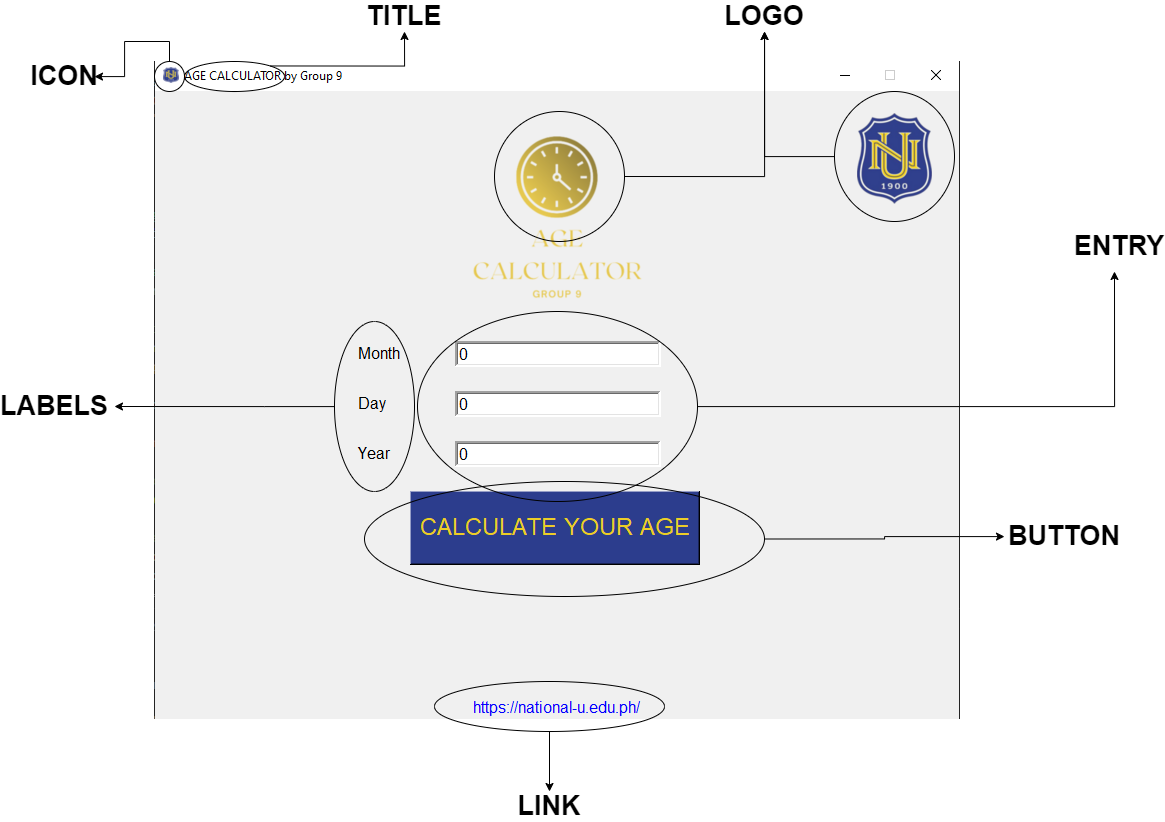 TITLE
LOGO
ICON
AGE CALCULATOR by Group 9
NU
1900
AGE
CALCULATOR
GROUP 9
ENTRY
Month 0
LABELS
Day 0
Year 0
CALCULATE YOUR AGE
BUTTON
https://national-u.edu.ph/
LINK